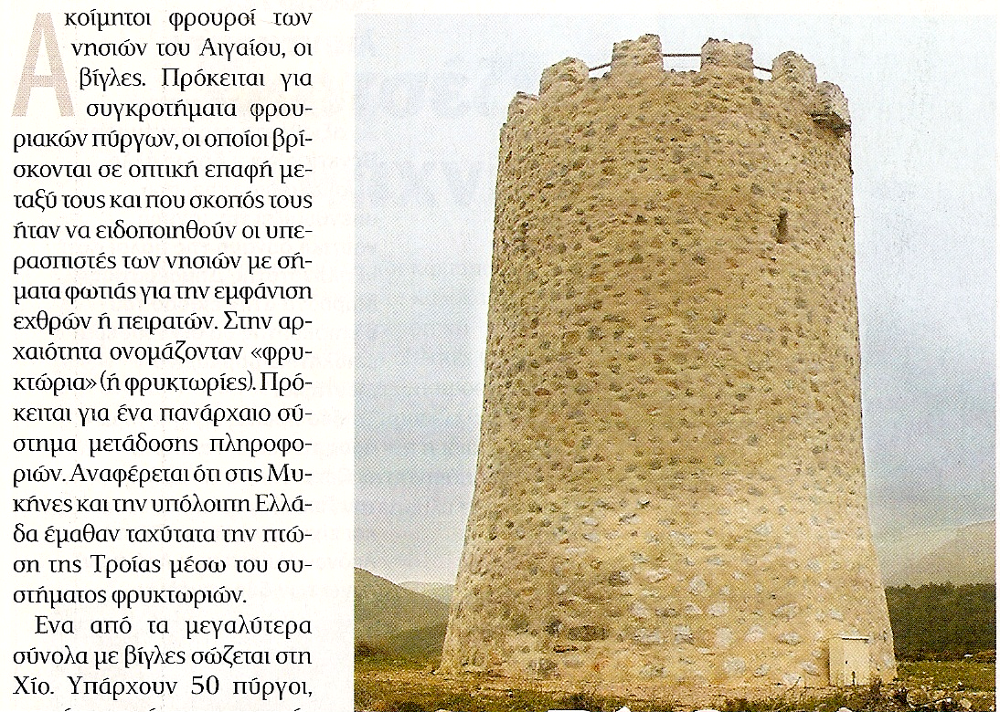 Ακοίμητοι φρουροί των
νησιών του Αιγαίου, οι
βίγλες. Πρόκειται για
συγκροτήματα φρου-
ριακών πύργων, οι οποίοι βρί-
σκονται σε οπτική επαφή με-
ταξύ τους και που σκοπός τους
ήταν να ειδοποιηθούν οι υπε-
ρασπιστές των νησιών με σή-
ματα φωτιάς για την εμφάνιση
εχθρών ή πειρατών. Στην αρ-
χαιότητα ονομάζονταν «φρυ-
κτώρια» (ή φρυκτωρίες). Πρό-
κειται για ένα πανάρχαιο σύ-
στημα μετάδοσης πληροφο-
ριών. Αναφέρεται ότι στις Μυ-
κήνες και την υπόλοιπη Ελλά-
δα έμαθαν ταχύτατα την πτώ-
ση της Τροίας μέσω του συ-
στήματος φρυκτωριών.
Ενα από τα μεγαλύτερα
σύνολα με βίγλες σώζεται στη
Χίο. Υπάρχουν 50 πύργοι,